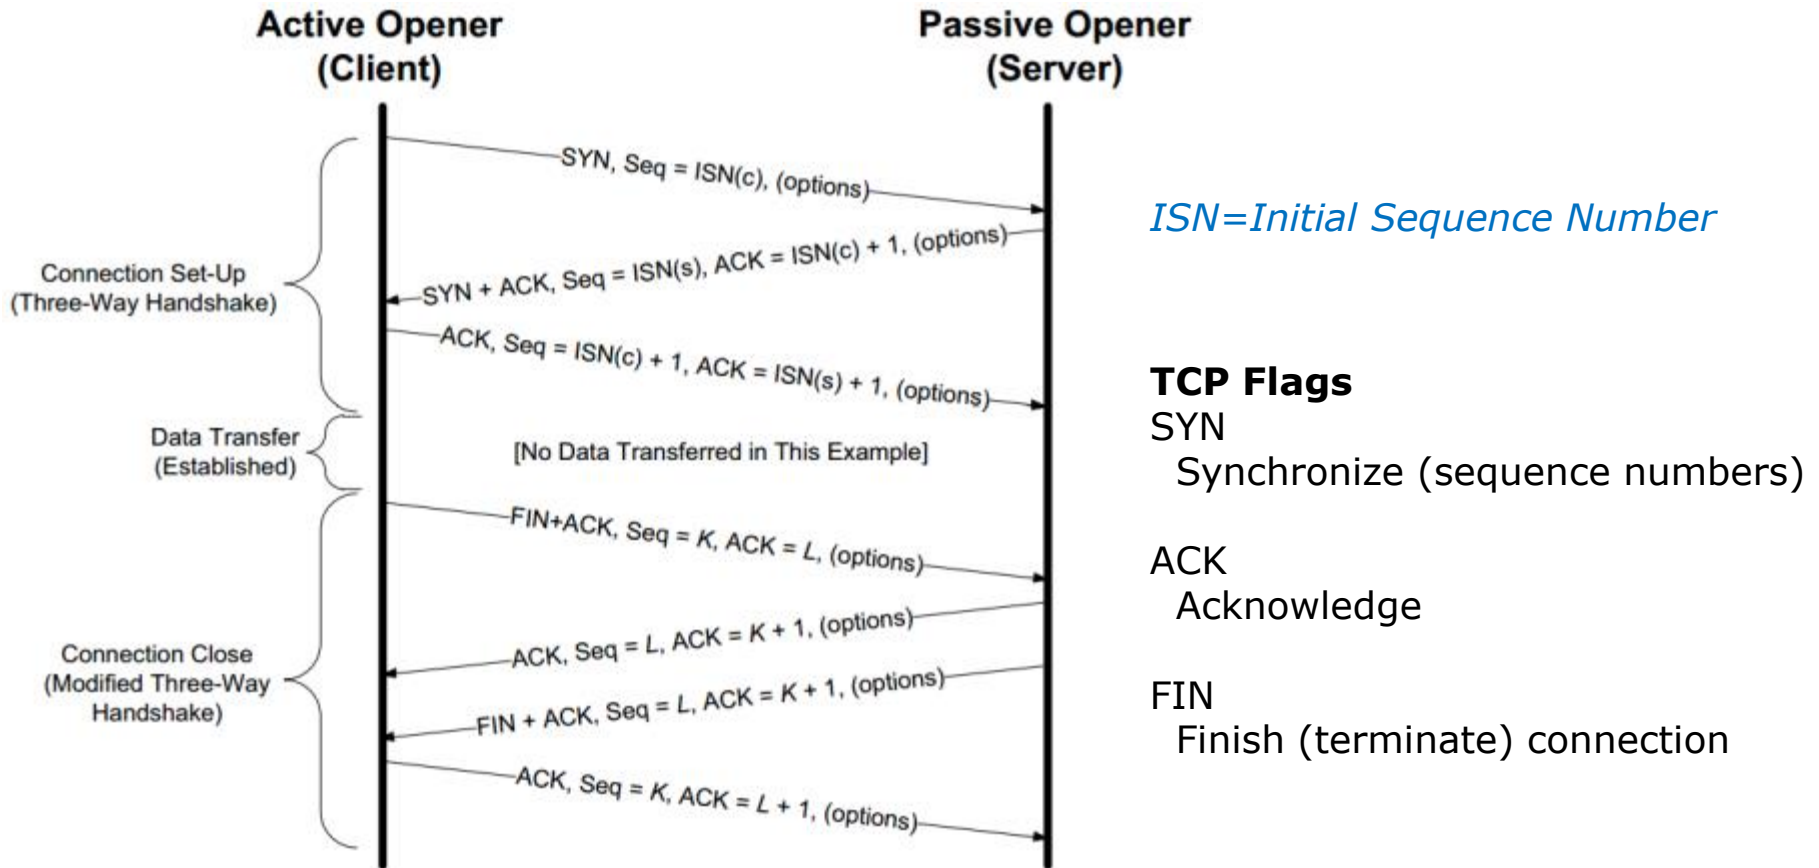 Active Opener
(Client)
Passive Opener
(Server)
SYN, Seq = ISN(c), (options)
SYN + ACK, Seq = ISN(s), ACK = ISN(c) + 1, (options)
ACK, Seq = ISN(c) + 1, ACK = ISN(s) + 1, (options)
Connection Set-Up
(Three-Way Handshake)
Data Transfer
(Established)
[No Data Transferred in This Example]
FIN+ACK, Seq = K, ACK = L, (options)
ACK, Seq = L, ACK = K + 1, (options)
FIN + ACK, Seq = L, ACK = K + 1, (options)
ACK, Seq = K, ACK = L + 1, (options)
Connection Close
(Modified Three-Way
Handshake)
ISN=Initial Sequence Number
TCP Flags
SYN
Synchronize (sequence numbers)
ACK
Acknowledge
FIN
Finish (terminate) connection